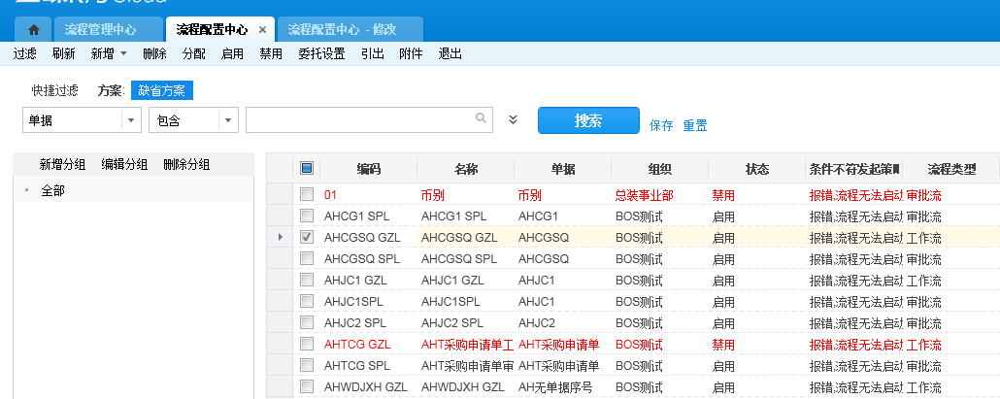 Cloud
流程管理中心 流程配置中心 × 流程配置中心 - 修改
过滤 刷新 新增 删除 分配 启用 禁用 委托设置 引出 附件 退出
快捷过滤 方案: 缺省方案
单据 包含 搜索 保存 重置
新增分组 编辑分组 删除分组
全部
编码 名称 单据 组织 状态 条件不符发起策 流程类型
01 币别 币别 总装事业部 禁用 报错,流程无法启动 审批流
AHCG1 SPL AHCG1 SPL AHCG1 BOS测试 启用 报错,流程无法启动 审批流
AHCGSQ GZL AHCGSQ GZL AHCGSQ BOS测试 启用 报错,流程无法启动 工作流
AHCGSQ SPL AHCGSQ SPL AHCGSQ BOS测试 启用 报错,流程无法启动 审批流
AHJC1 GZL AHJC1 GZL AHJC1 BOS测试 启用 报错,流程无法启动 工作流
AHJC1SPL AHJC1SPL AHJC1 BOS测试 启用 报错,流程无法启动 审批流
AHJC2 SPL AHJC2 SPL AHJC2 BOS测试 启用 报错,流程无法启动 审批流
AHTCG GZL AHT采购申请单工 AHT采购申请单 BOS测试 禁用 报错,流程无法启动 工作流
AHTCG SPL AHT采购申请单审 AHT采购申请单 BOS测试 启用 报错,流程无法启动 审批流
AHWDJXH GZL AHWDJXH GZL AH无单据序号 BOS测试 启用 报错,流程无法启动 工作流